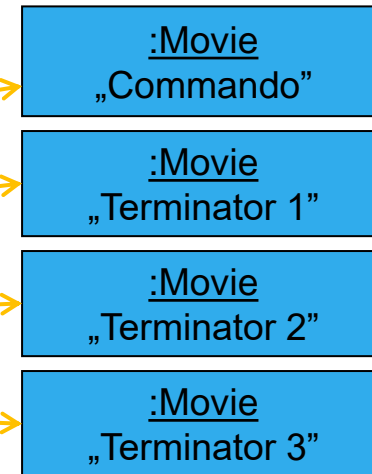 :Movie
„Commando”
:Movie
„Terminator 1”
:Movie
„Terminator 2”
:Movie
„Terminator 3”